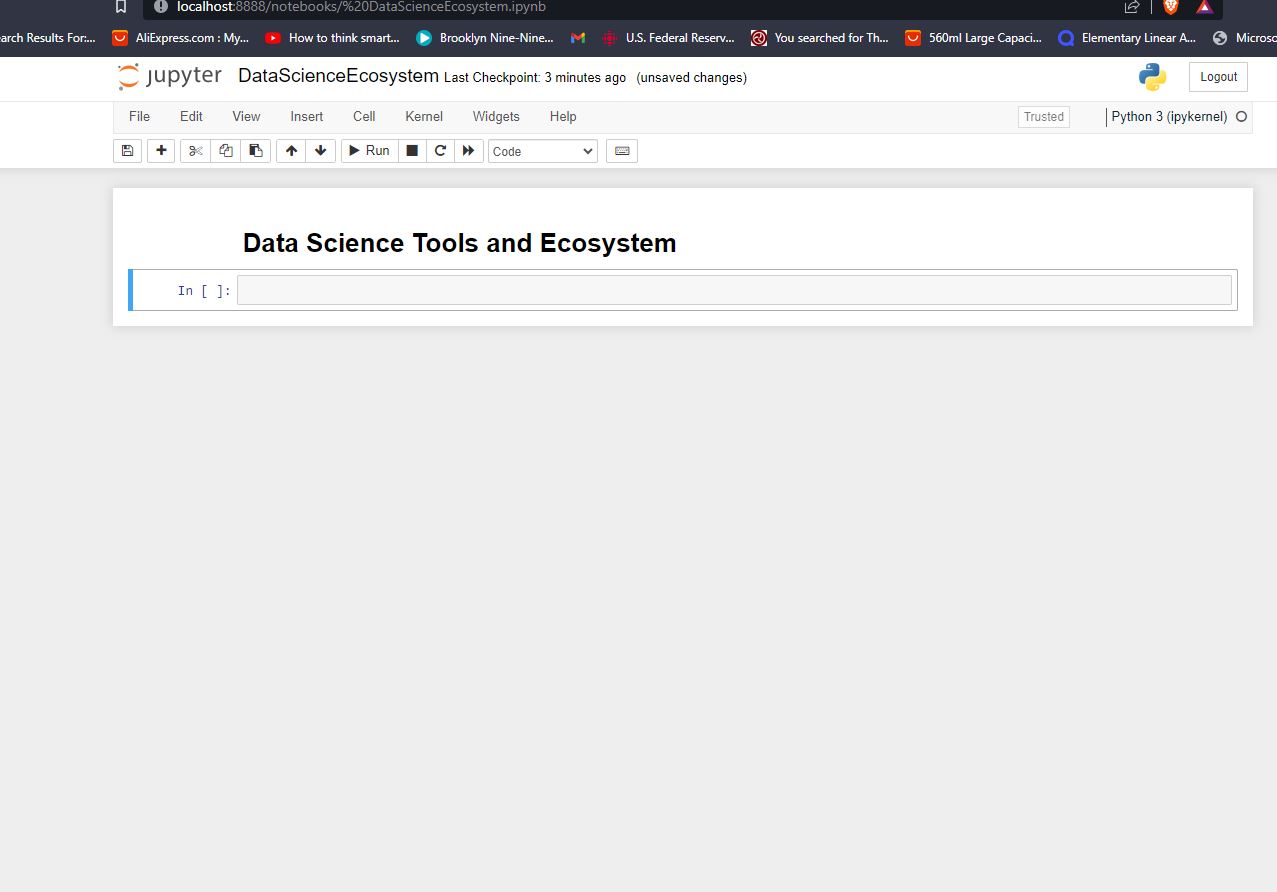 localhost:8888/notebooks/%20DataScienceEcosystem.ipynb
arch Results For:... AliExpress.com : My... How to think smart... Brooklyn Nine-Nine... U.S. Federal Reserv... You searched for Th... 560ml Large Capaci... Elementary Linear A... Microso
jupyter DataScienceEcosystem Last Checkpoint: 3 minutes ago (unsaved changes) Logout
File Edit View Insert Cell Kernel Widgets Help Trusted Python 3 (ipykernel)
Run Code
Data Science Tools and Ecosystem
In [ ]: